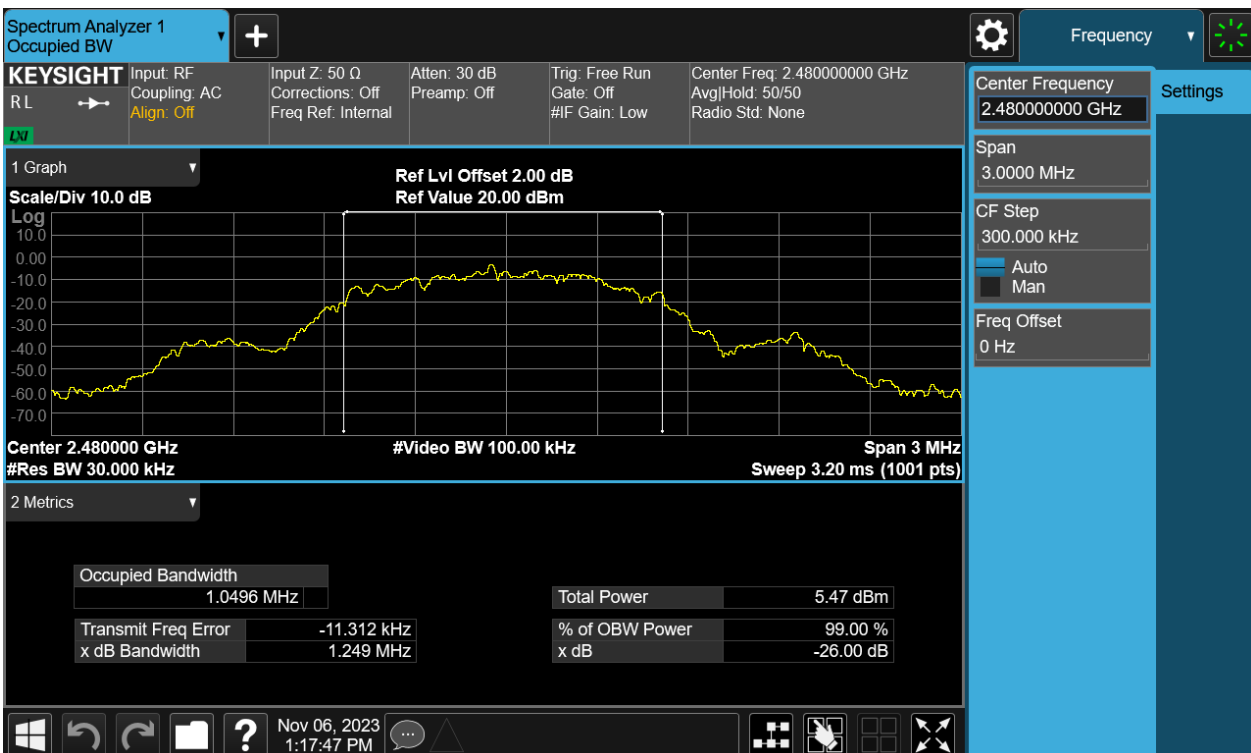 Spectrum Analyzer 1
Occupied BW
Frequency
KEYSIGHT
RL
LXI
Input: RF
Coupling: AC
Align: Off
Input Z: 50 Ω
Corrections: Off
Freq Ref: Internal
Atten: 30 dB
Preamp: Off
Trig: Free Run
Gate: Off
#IF Gain: Low
Center Freq: 2.480000000 GHz
Avg|Hold: 50/50
Radio Std: None
Center Frequency
2.480000000 GHz
Settings
Span
3.0000 MHz
CF Step
300.000 kHz
Auto
Man
Freq Offset
0 Hz
1 Graph
Scale/Div 10.0 dB
Ref Lvl Offset 2.00 dB
Ref Value 20.00 dBm
Log
10.0
0.00
-10.0
-20.0
-30.0
-40.0
-50.0
-60.0
-70.0
Center 2.480000 GHz
#Video BW 100.00 kHz
Span 3 MHz
#Res BW 30.000 kHz
Sweep 3.20 ms (1001 pts)
2 Metrics
Occupied Bandwidth
1.0496 MHz
Total Power 5.47 dBm
Transmit Freq Error -11.312 kHz
% of OBW Power 99.00 %
x dB Bandwidth 1.249 MHz
x dB -26.00 dB
?
Nov 06, 2023
1:17:47 PM